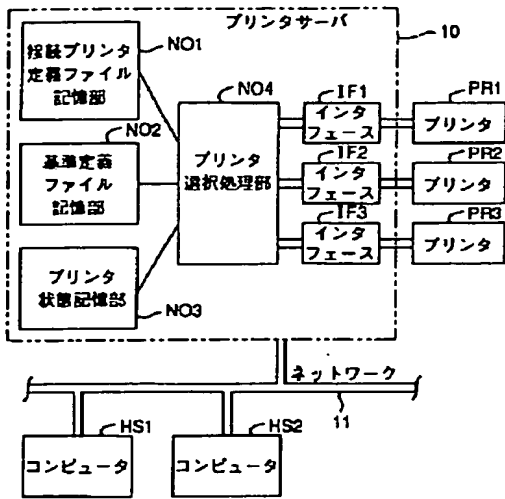 プリンタサーバ
10
接続プリンタ
定義ファイル
記憶部
NO1
基準定義
ファイル
記憶部
NO2
プリンタ
状態記憶部
NO3
プリンタ
選択処理部
NO4
IF1
インタ
フェース
IF2
インタ
フェース
IF3
インタ
フェース
PR1
プリンタ
PR2
プリンタ
PR3
プリンタ
ネットワーク
11
HS1
コンピュータ
HS2
コンピュータ